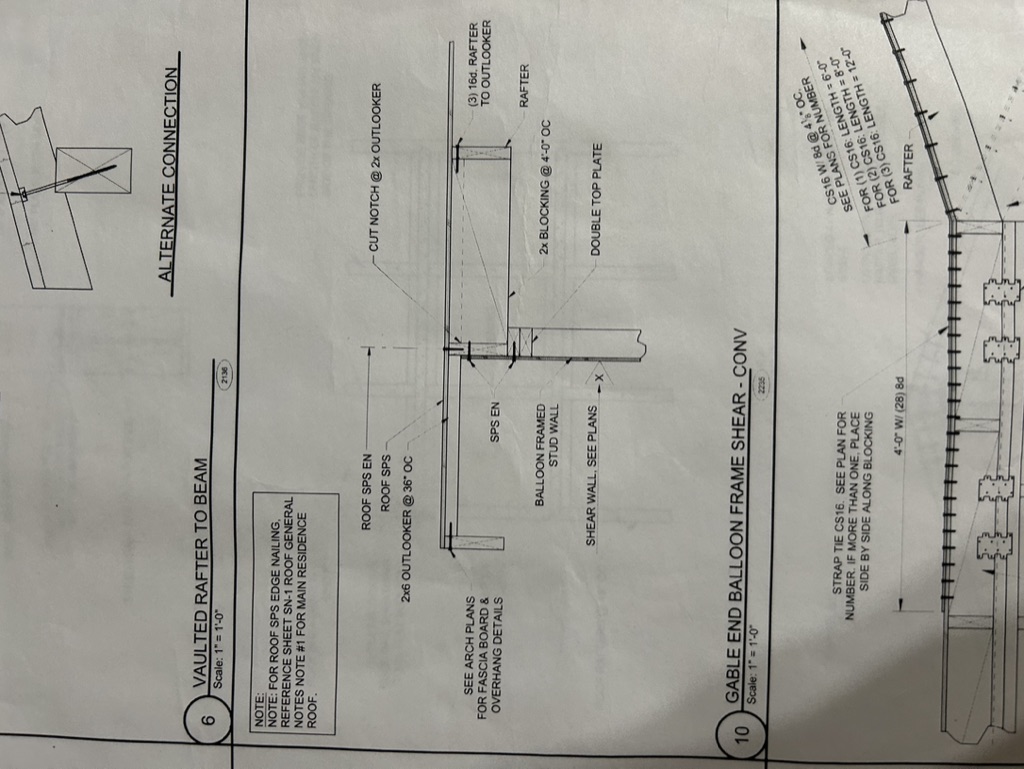 ALTERNATE CONNECTION
6
VAULTED RAFTER TO BEAM
Scale: 1" = 1'-0"
2136
NOTE:
NOTE: FOR ROOF SPS EDGE NAILING,
REFERENCE SHEET SN-1 ROOF GENERAL
NOTES NOTE #1 FOR MAIN RESIDENCE
ROOF.
ROOF SPS EN
ROOF SPS
2x6 OUTLOOKER @ 36" OC
CUT NOTCH @ 2x OUTLOOKER
(3) 16d. RAFTER
TO OUTLOOKER
RAFTER
2x BLOCKING @ 4'-0" OC
DOUBLE TOP PLATE
SPS EN
BALLOON FRAMED
STUD WALL
SHEAR WALL, SEE PLANS
X
SEE ARCH PLANS
FOR FASCIA BOARD &
OVERHANG DETAILS
10
GABLE END BALLOON FRAME SHEAR - CONV
Scale: 1" = 1'-0"
2235
STRAP TIE CS16. SEE PLAN FOR
NUMBER. IF MORE THAN ONE, PLACE
SIDE BY SIDE ALONG BLOCKING
4'-0" W/ (28) 8d
CS16 W/ 8d @ 4½" OC.
SEE PLANS FOR NUMBER
FOR (1) CS16: LENGTH = 6'-0"
FOR (2) CS16: LENGTH = 8'-0"
FOR (3) CS16: LENGTH = 12'-0"
RAFTER